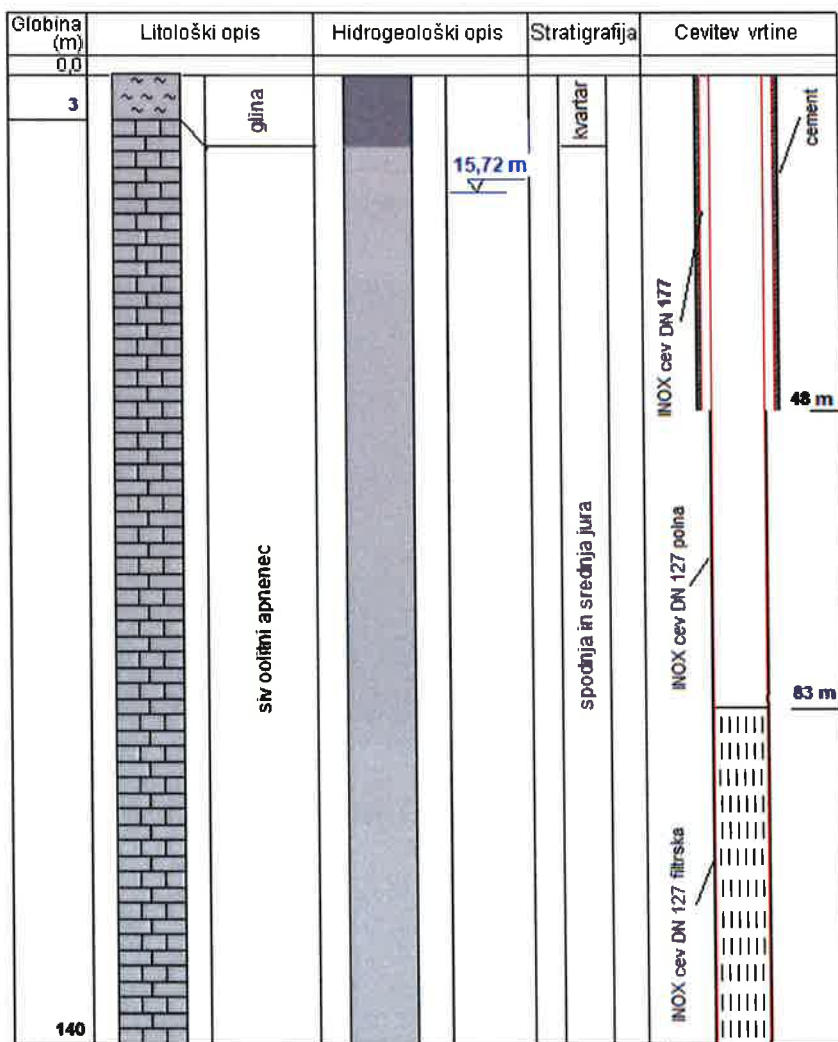 Globina
(m)
Litološki opis
Hidrogeološki opis
Stratigrafija
Cevitev vrtine
0,0
3
glina
kvartar
cement
15,72 m
INOX cev DN 177
48 m
siv oolitni apnenec
spodnja in srednja jura
INOX cev DN 127 polna
83 m
INOX cev DN 127 filtrska
140